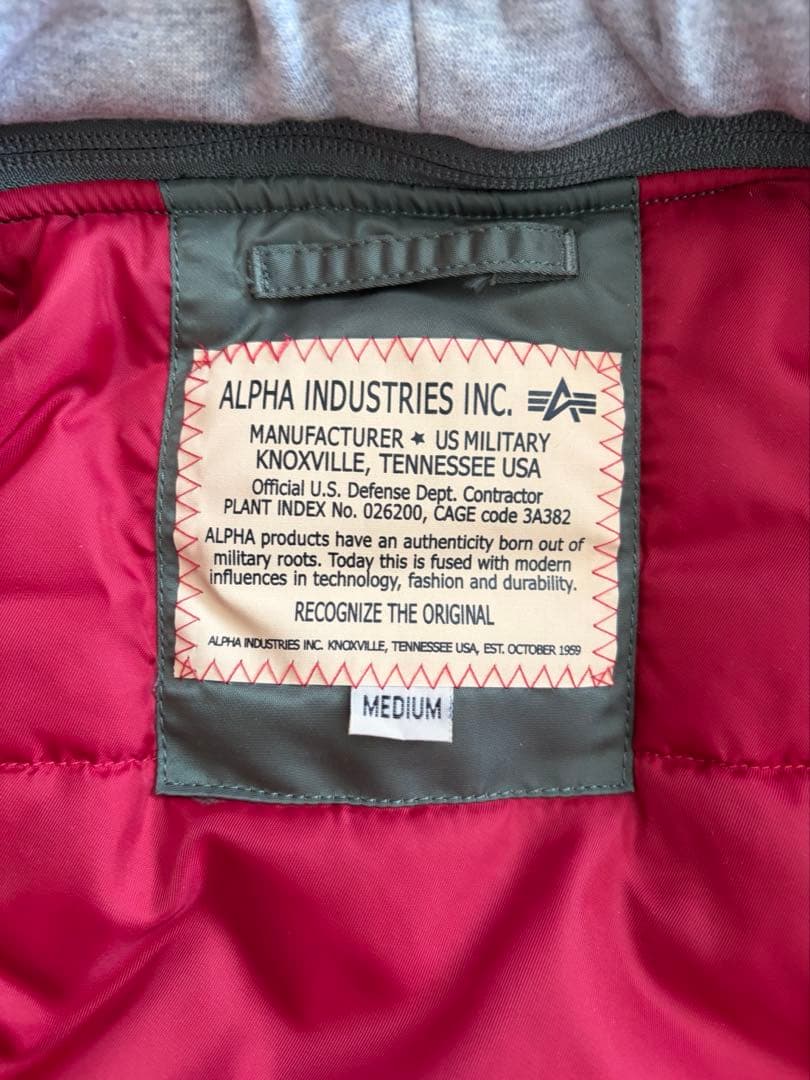 ALPHA INDUSTRIES INC.
MANUFACTURER ★ US MILITARY
KNOXVILLE, TENNESSEE USA
Official U.S. Defense Dept. Contractor
PLANT INDEX No. 026200, CAGE code 3A382
ALPHA products have an authenticity born out of
military roots. Today this is fused with modern
influences in technology, fashion and durability.
RECOGNIZE THE ORIGINAL
ALPHA INDUSTRIES INC. KNOXVILLE, TENNESSEE USA, EST. OCTOBER 1959
MEDIUM